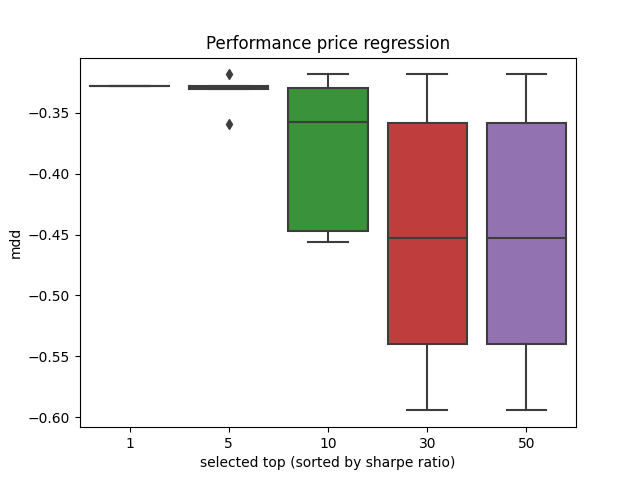 Performance price regression
−0.35
−0.40
−0.45
−0.50
−0.55
−0.60
mdd
1 5 10 30 50
selected top (sorted by sharpe ratio)